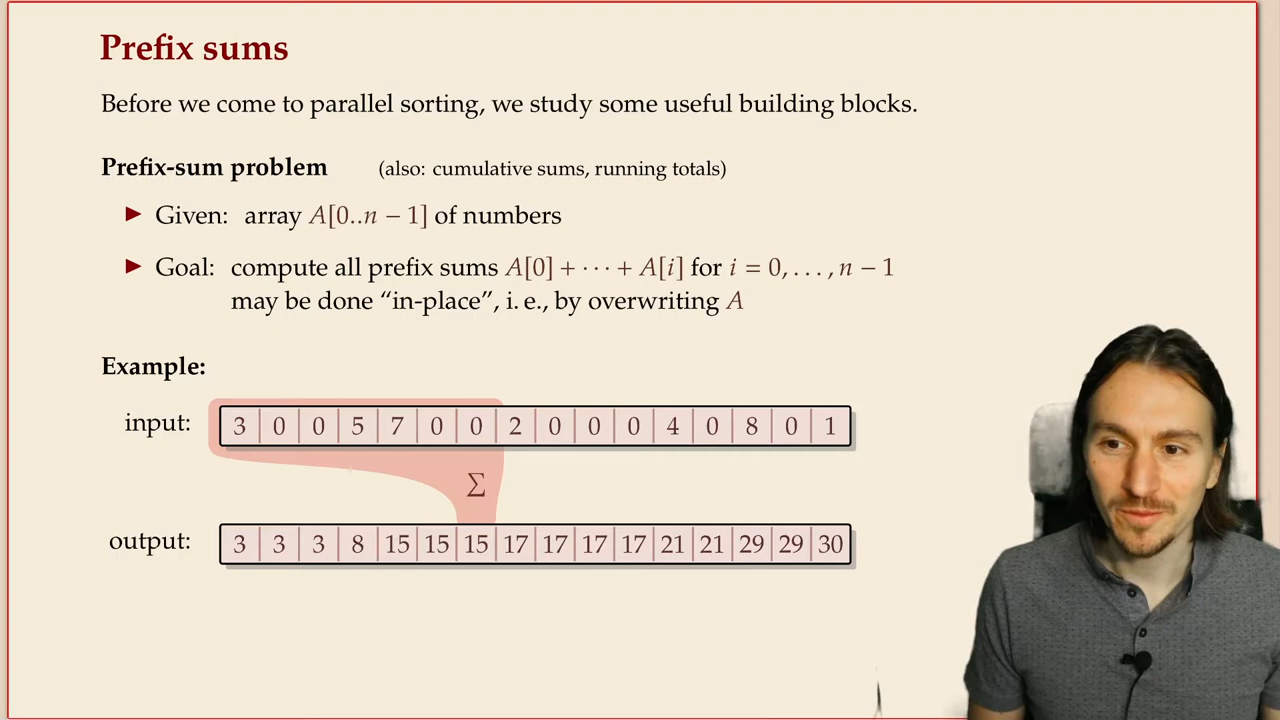 Prefix sums
Before we come to parallel sorting, we study some useful building blocks.
Prefix-sum problem (also: cumulative sums, running totals)
▶ Given: array A[0..n − 1] of numbers
▶ Goal: compute all prefix sums A[0] + ··· + A[i] for i = 0, . . . , n − 1
may be done “in-place”, i. e., by overwriting A
Example:
input: 3 0 0 5 7 0 0 2 0 0 0 4 0 8 0 1
Σ
output: 3 3 3 8 15 15 15 17 17 17 17 21 21 29 29 30